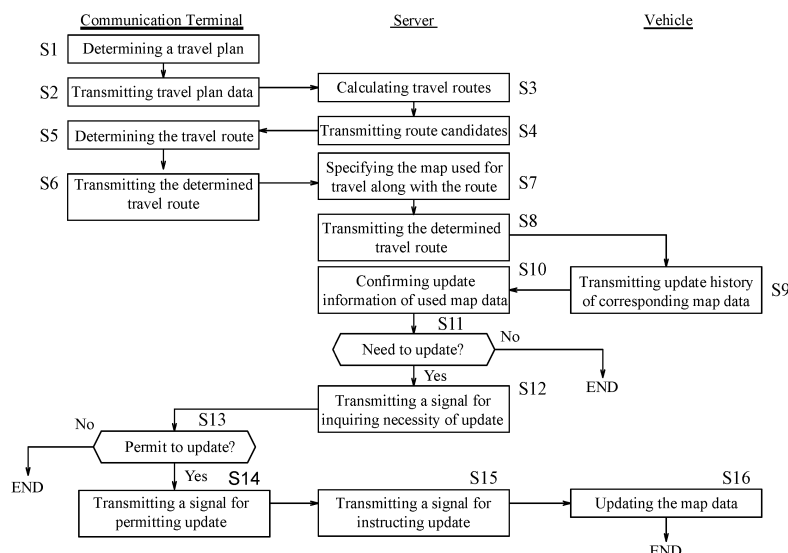 Communication Terminal
Server
Vehicle
S1
Determining a travel plan
S2
Transmitting travel plan data
Calculating travel routes
S3
S5
Determining the travel route
Transmitting route candidates
S4
S6
Transmitting the determined
travel route
Specifying the map used for
travel along with the route
S7
S8
Transmitting the determined
travel route
S10
Confirming update
information of used map data
Transmitting update history
of corresponding map data
S9
S11
Need to update?
No
END
Yes
S12
Transmitting a signal for
inquiring necessity of update
S13
No
Permit to update?
END
Yes
S14
Transmitting a signal for
permitting update
S15
Transmitting a signal for
instructing update
S16
Updating the map data
END